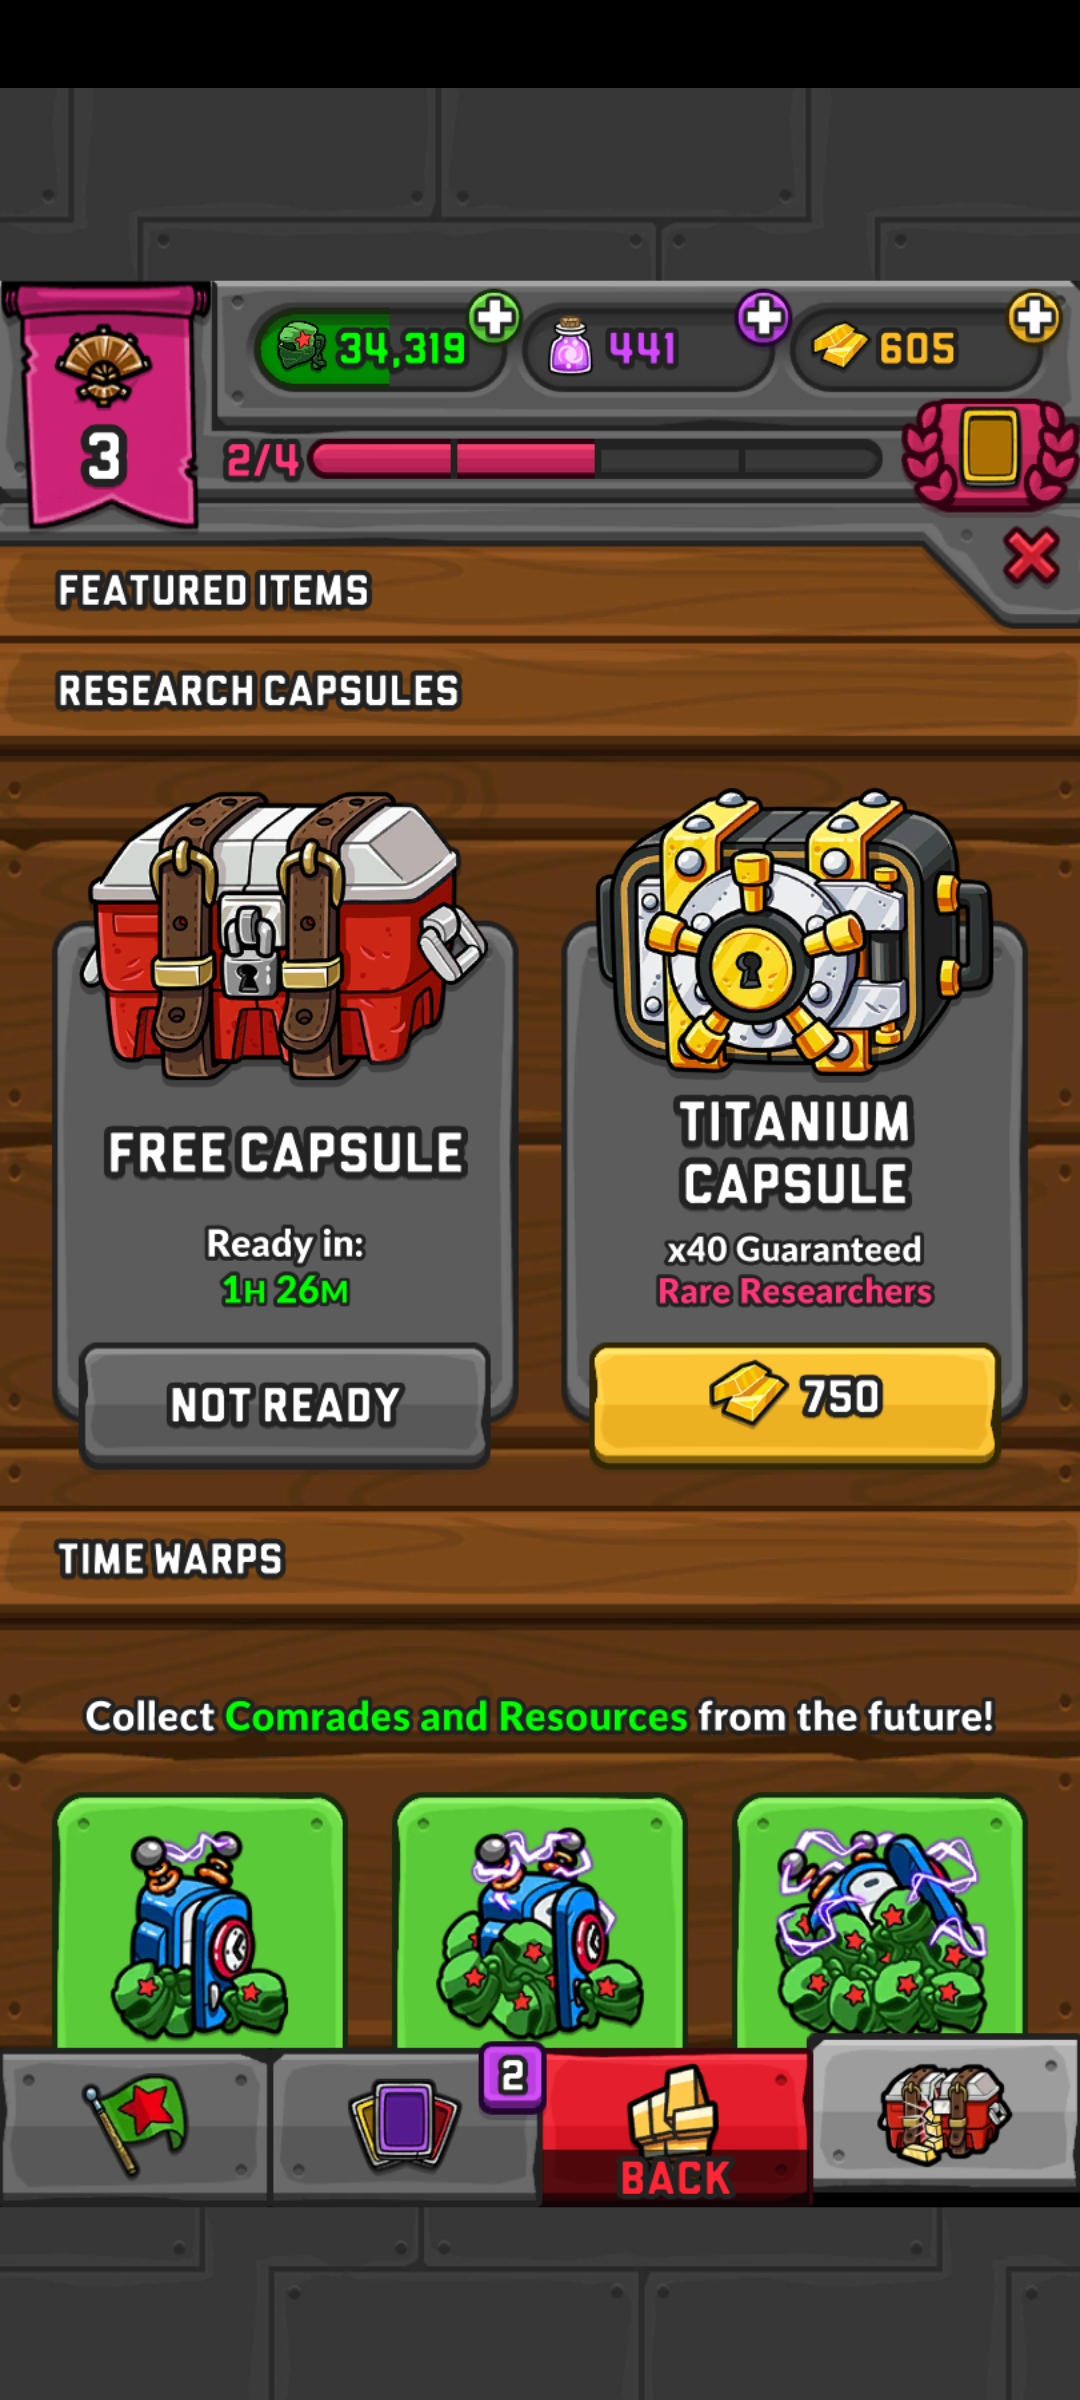 34,319
441
605
3
2/4
FEATURED ITEMS
RESEARCH CAPSULES
FREE CAPSULE
Ready in:
1H 26M
NOT READY
TITANIUM
CAPSULE
x40 Guaranteed
Rare Researchers
750
TIME WARPS
Collect Comrades and Resources from the future!
2
BACK